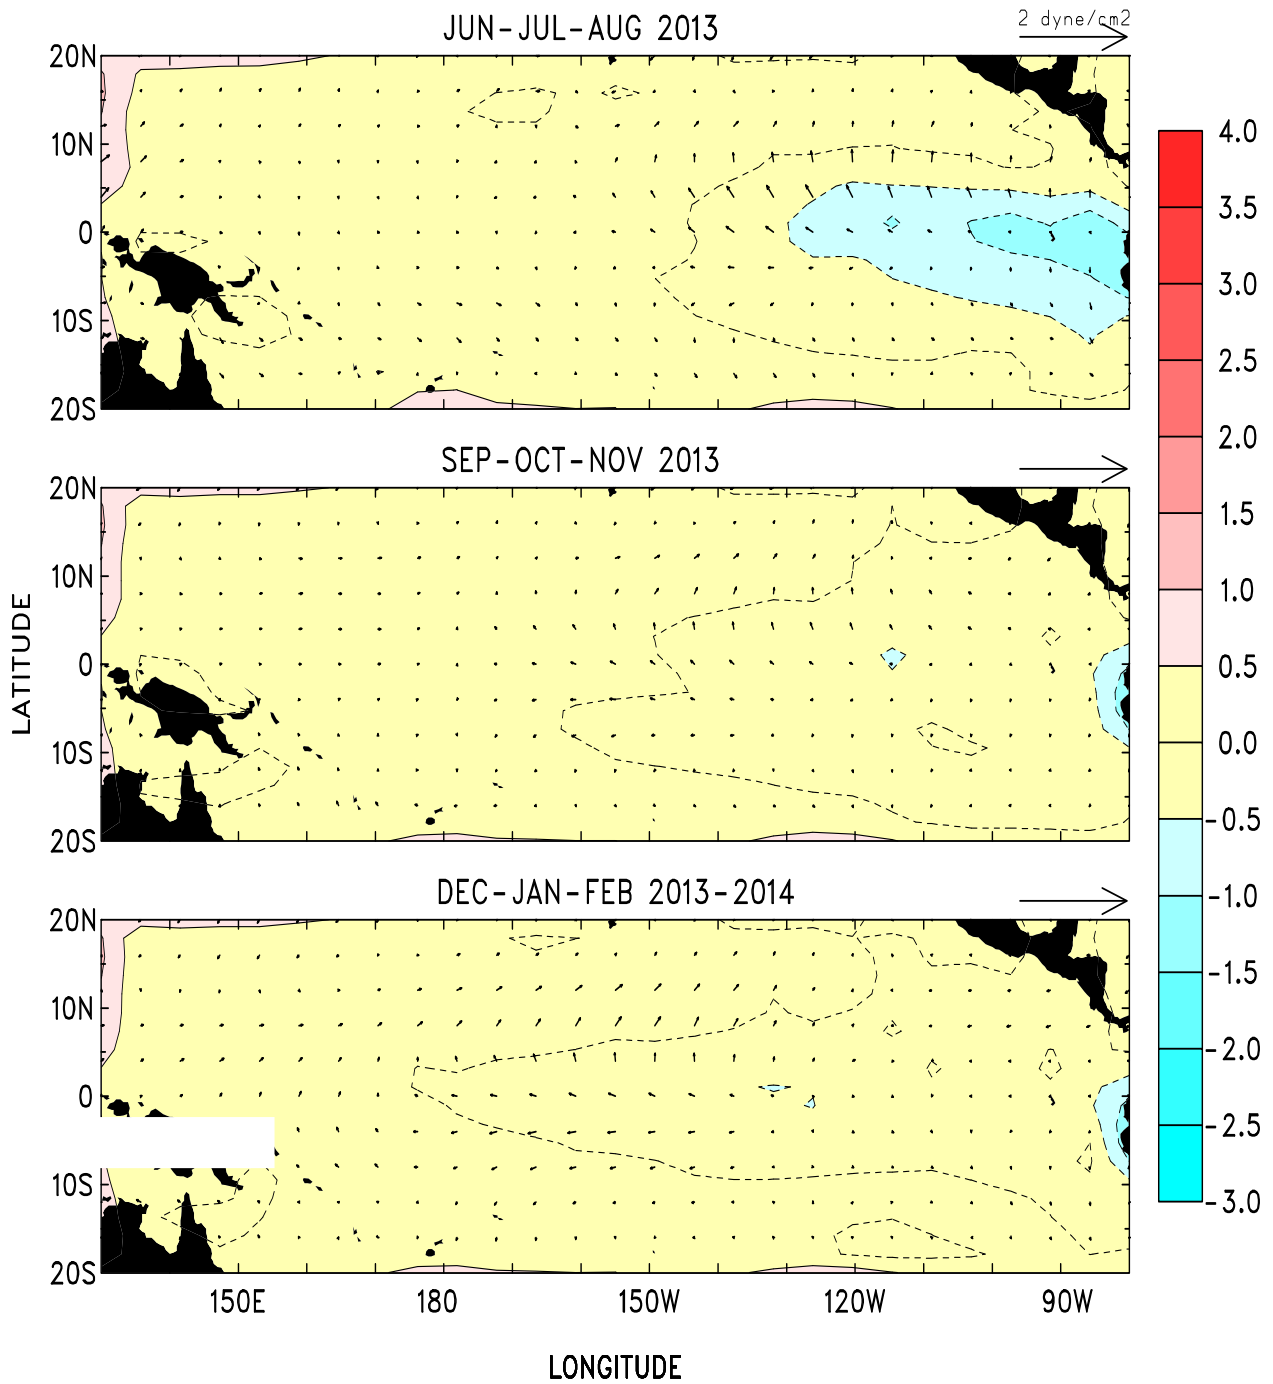 JUN-JUL-AUG 2013
2 dyne/cm2
20N
10N
0
10S
20S
SEP-OCT-NOV 2013
20N
10N
0
10S
20S
LATITUDE
DEC-JAN-FEB 2013-2014
20N
10N
0
10S
20S
150E 180 150W 120W 90W
LONGITUDE
4.0
3.5
3.0
2.5
2.0
1.5
1.0
0.5
0.0
-0.5
-1.0
-1.5
-2.0
-2.5
-3.0